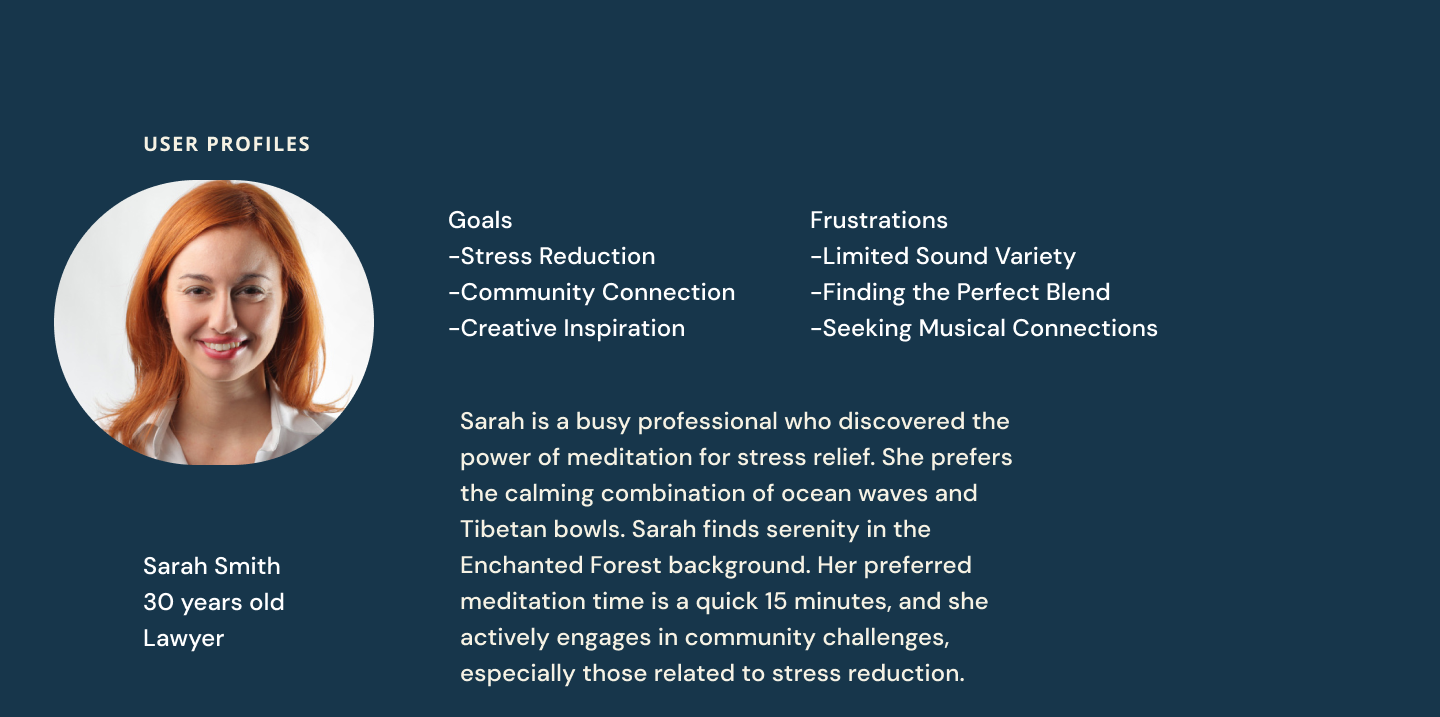 USER PROFILES
Goals
-Stress Reduction
-Community Connection
-Creative Inspiration
Frustrations
-Limited Sound Variety
-Finding the Perfect Blend
-Seeking Musical Connections
Sarah is a busy professional who discovered the
power of meditation for stress relief. She prefers
the calming combination of ocean waves and
Tibetan bowls. Sarah finds serenity in the
Enchanted Forest background. Her preferred
meditation time is a quick 15 minutes, and she
actively engages in community challenges,
especially those related to stress reduction.
Sarah Smith
30 years old
Lawyer